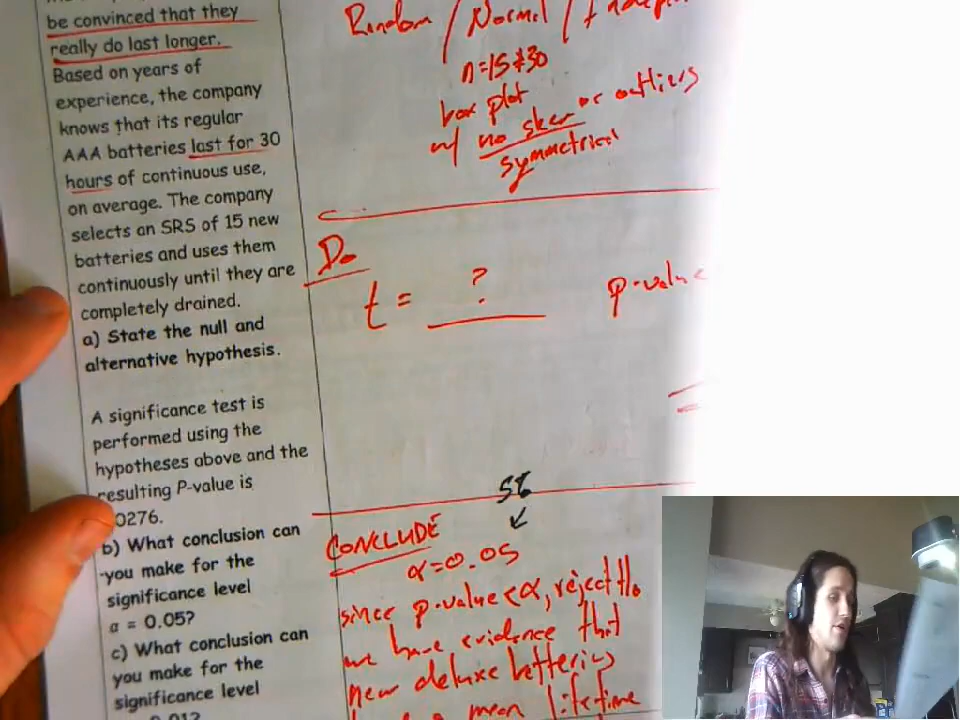 be convinced that they
really do last longer.
Based on years of
experience, the company
knows that its regular
AAA batteries last for 30
hours of continuous use,
on average. The company
selects an SRS of 15 new
batteries and uses them
continuously until they are
completely drained.
a) State the null and
alternative hypothesis.
A significance test is
performed using the
hypotheses above and the
resulting P-value is
0276.
b) What conclusion can
you make for the
significance level
α = 0.05?
c) What conclusion can
you make for the
significance level
Random / Normal /
n=15≱30
box plot
w/ no skew or outliers
symmetrical
Do
t = ?
p-value
5%
CONCLUDE
α=0.05
since p-value<α, reject H₀
we have evidence that
new deluxe batteries
mean lifetime